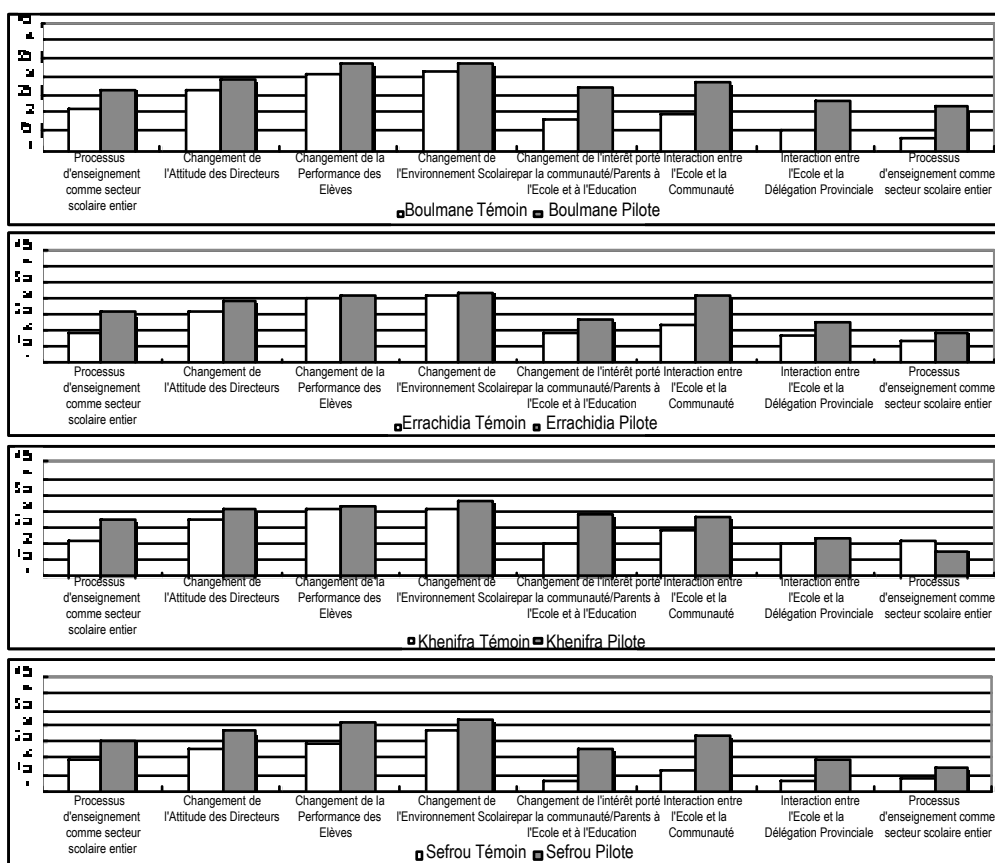 Processus
d'enseignement
comme secteur
scolaire entier
Changement de
l'Attitude des Directeurs
Changement de la
Performance des
Elèves
Changement de
l'Environnement Scolaire
Changement de l'intérêt porté
par la communauté/Parents à
l'Ecole et à l'Education
Interaction entre
l'Ecole et la
Communauté
Interaction entre
l'Ecole et la
Délégation Provinciale
Processus
d'enseignement comme
secteur scolaire entier
Boulmane Témoin Boulmane Pilote
Processus
d'enseignement
comme secteur
scolaire entier
Changement de
l'Attitude des Directeurs
Changement de la
Performance des
Elèves
Changement de
l'Environnement Scolaire
Changement de l'intérêt porté
par la communauté/Parents à
l'Ecole et à l'Education
Interaction entre
l'Ecole et la
Communauté
Interaction entre
l'Ecole et la
Délégation Provinciale
Processus
d'enseignement comme
secteur scolaire entier
Errachidia Témoin Errachidia Pilote
Processus
d'enseignement
comme secteur
scolaire entier
Changement de
l'Attitude des Directeurs
Changement de la
Performance des
Elèves
Changement de
l'Environnement Scolaire
Changement de l'intérêt porté
par la communauté/Parents à
l'Ecole et à l'Education
Interaction entre
l'Ecole et la
Communauté
Interaction entre
l'Ecole et la
Délégation Provinciale
Processus
d'enseignement comme
secteur scolaire entier
Khenifra Témoin Khenifra Pilote
Processus
d'enseignement
comme secteur
scolaire entier
Changement de
l'Attitude des Directeurs
Changement de la
Performance des
Elèves
Changement de
l'Environnement Scolaire
Changement de l'intérêt porté
par la communauté/Parents à
l'Ecole et à l'Education
Interaction entre
l'Ecole et la
Communauté
Interaction entre
l'Ecole et la
Délégation Provinciale
Processus
d'enseignement comme
secteur scolaire entier
Sefrou Témoin Sefrou Pilote